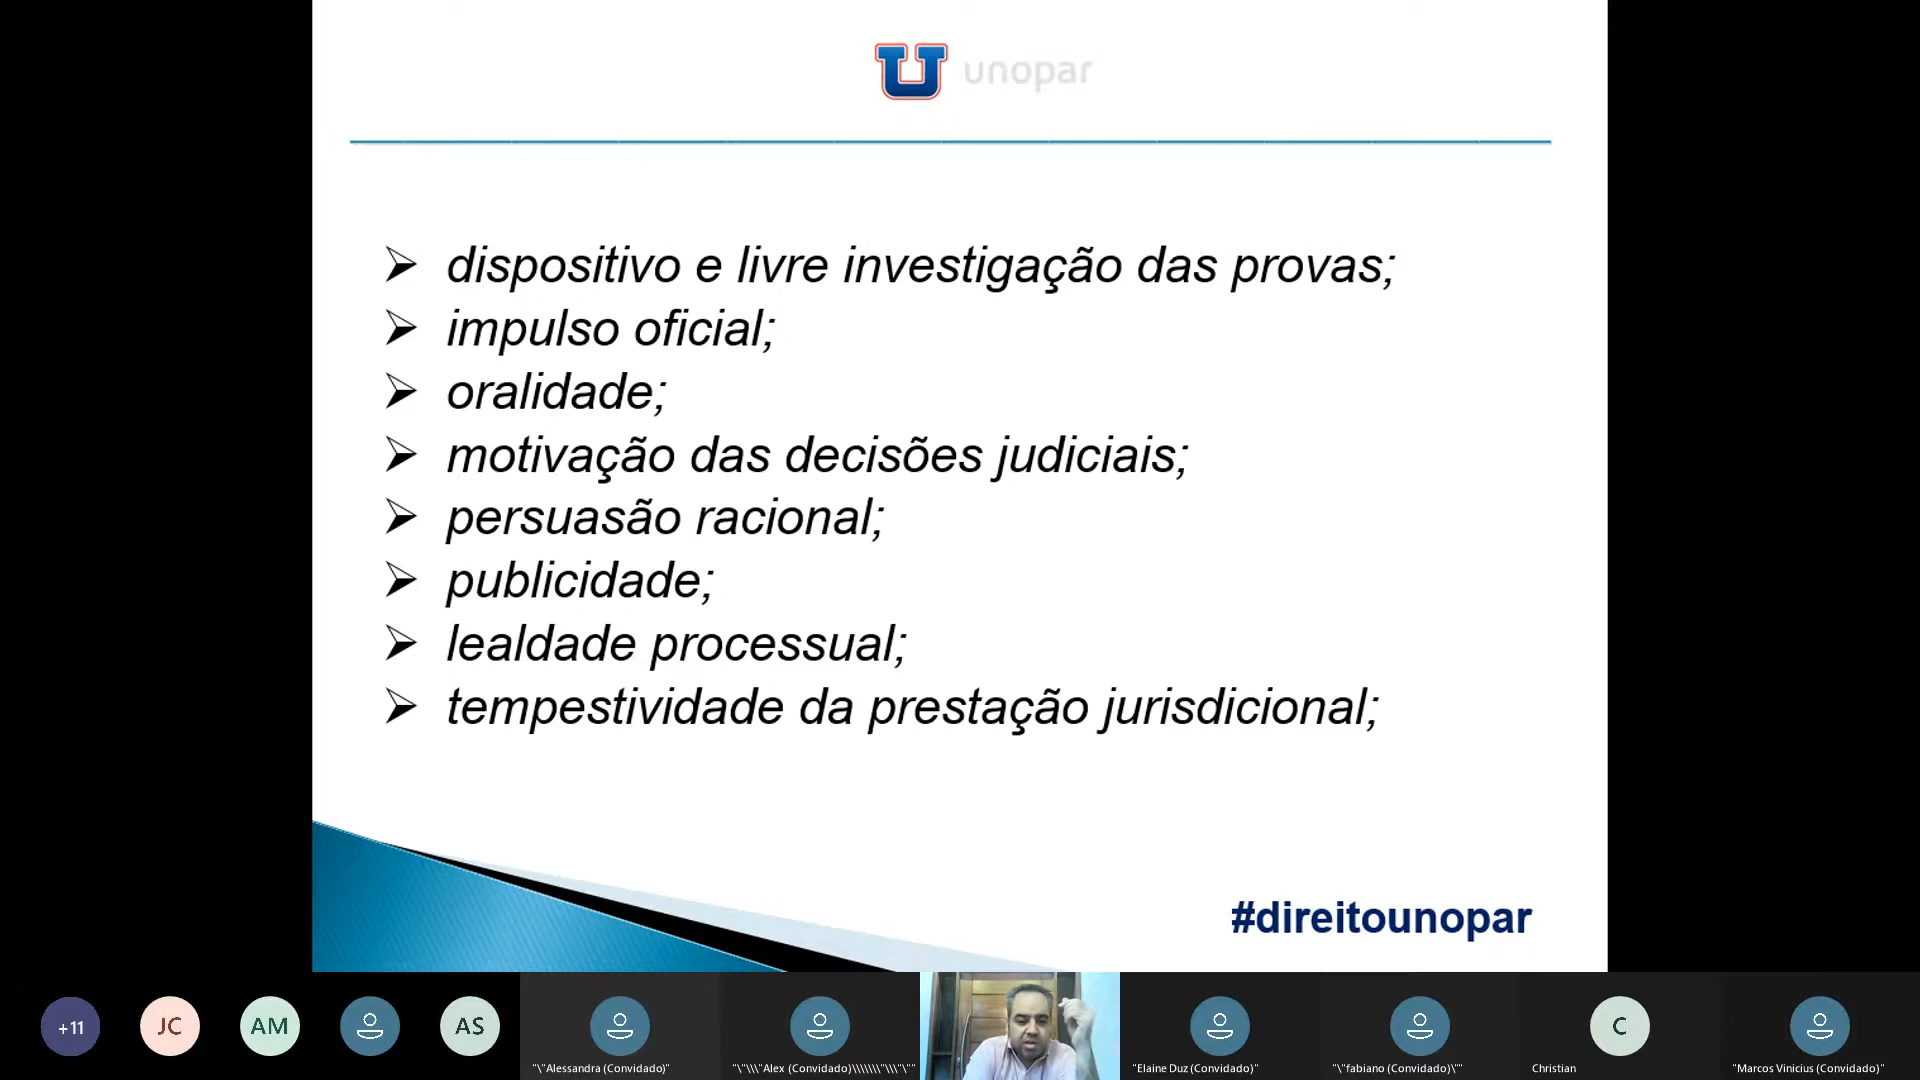 unopar
dispositivo e livre investigação das provas;
impulso oficial;
oralidade;
motivação das decisões judiciais;
persuasão racional;
publicidade;
lealdade processual;
tempestividade da prestação jurisdicional;
#direitounopar
+11
JC
AM
AS
C
"\"Alessandra (Convidado)"
"\"\\\"Alex (Convidado)\\\\\\\"\\\"\""
"Elaine Duz (Convidado)"
"\"fabiano (Convidado)\""
Christian
"Marcos Vinicius (Convidado)"